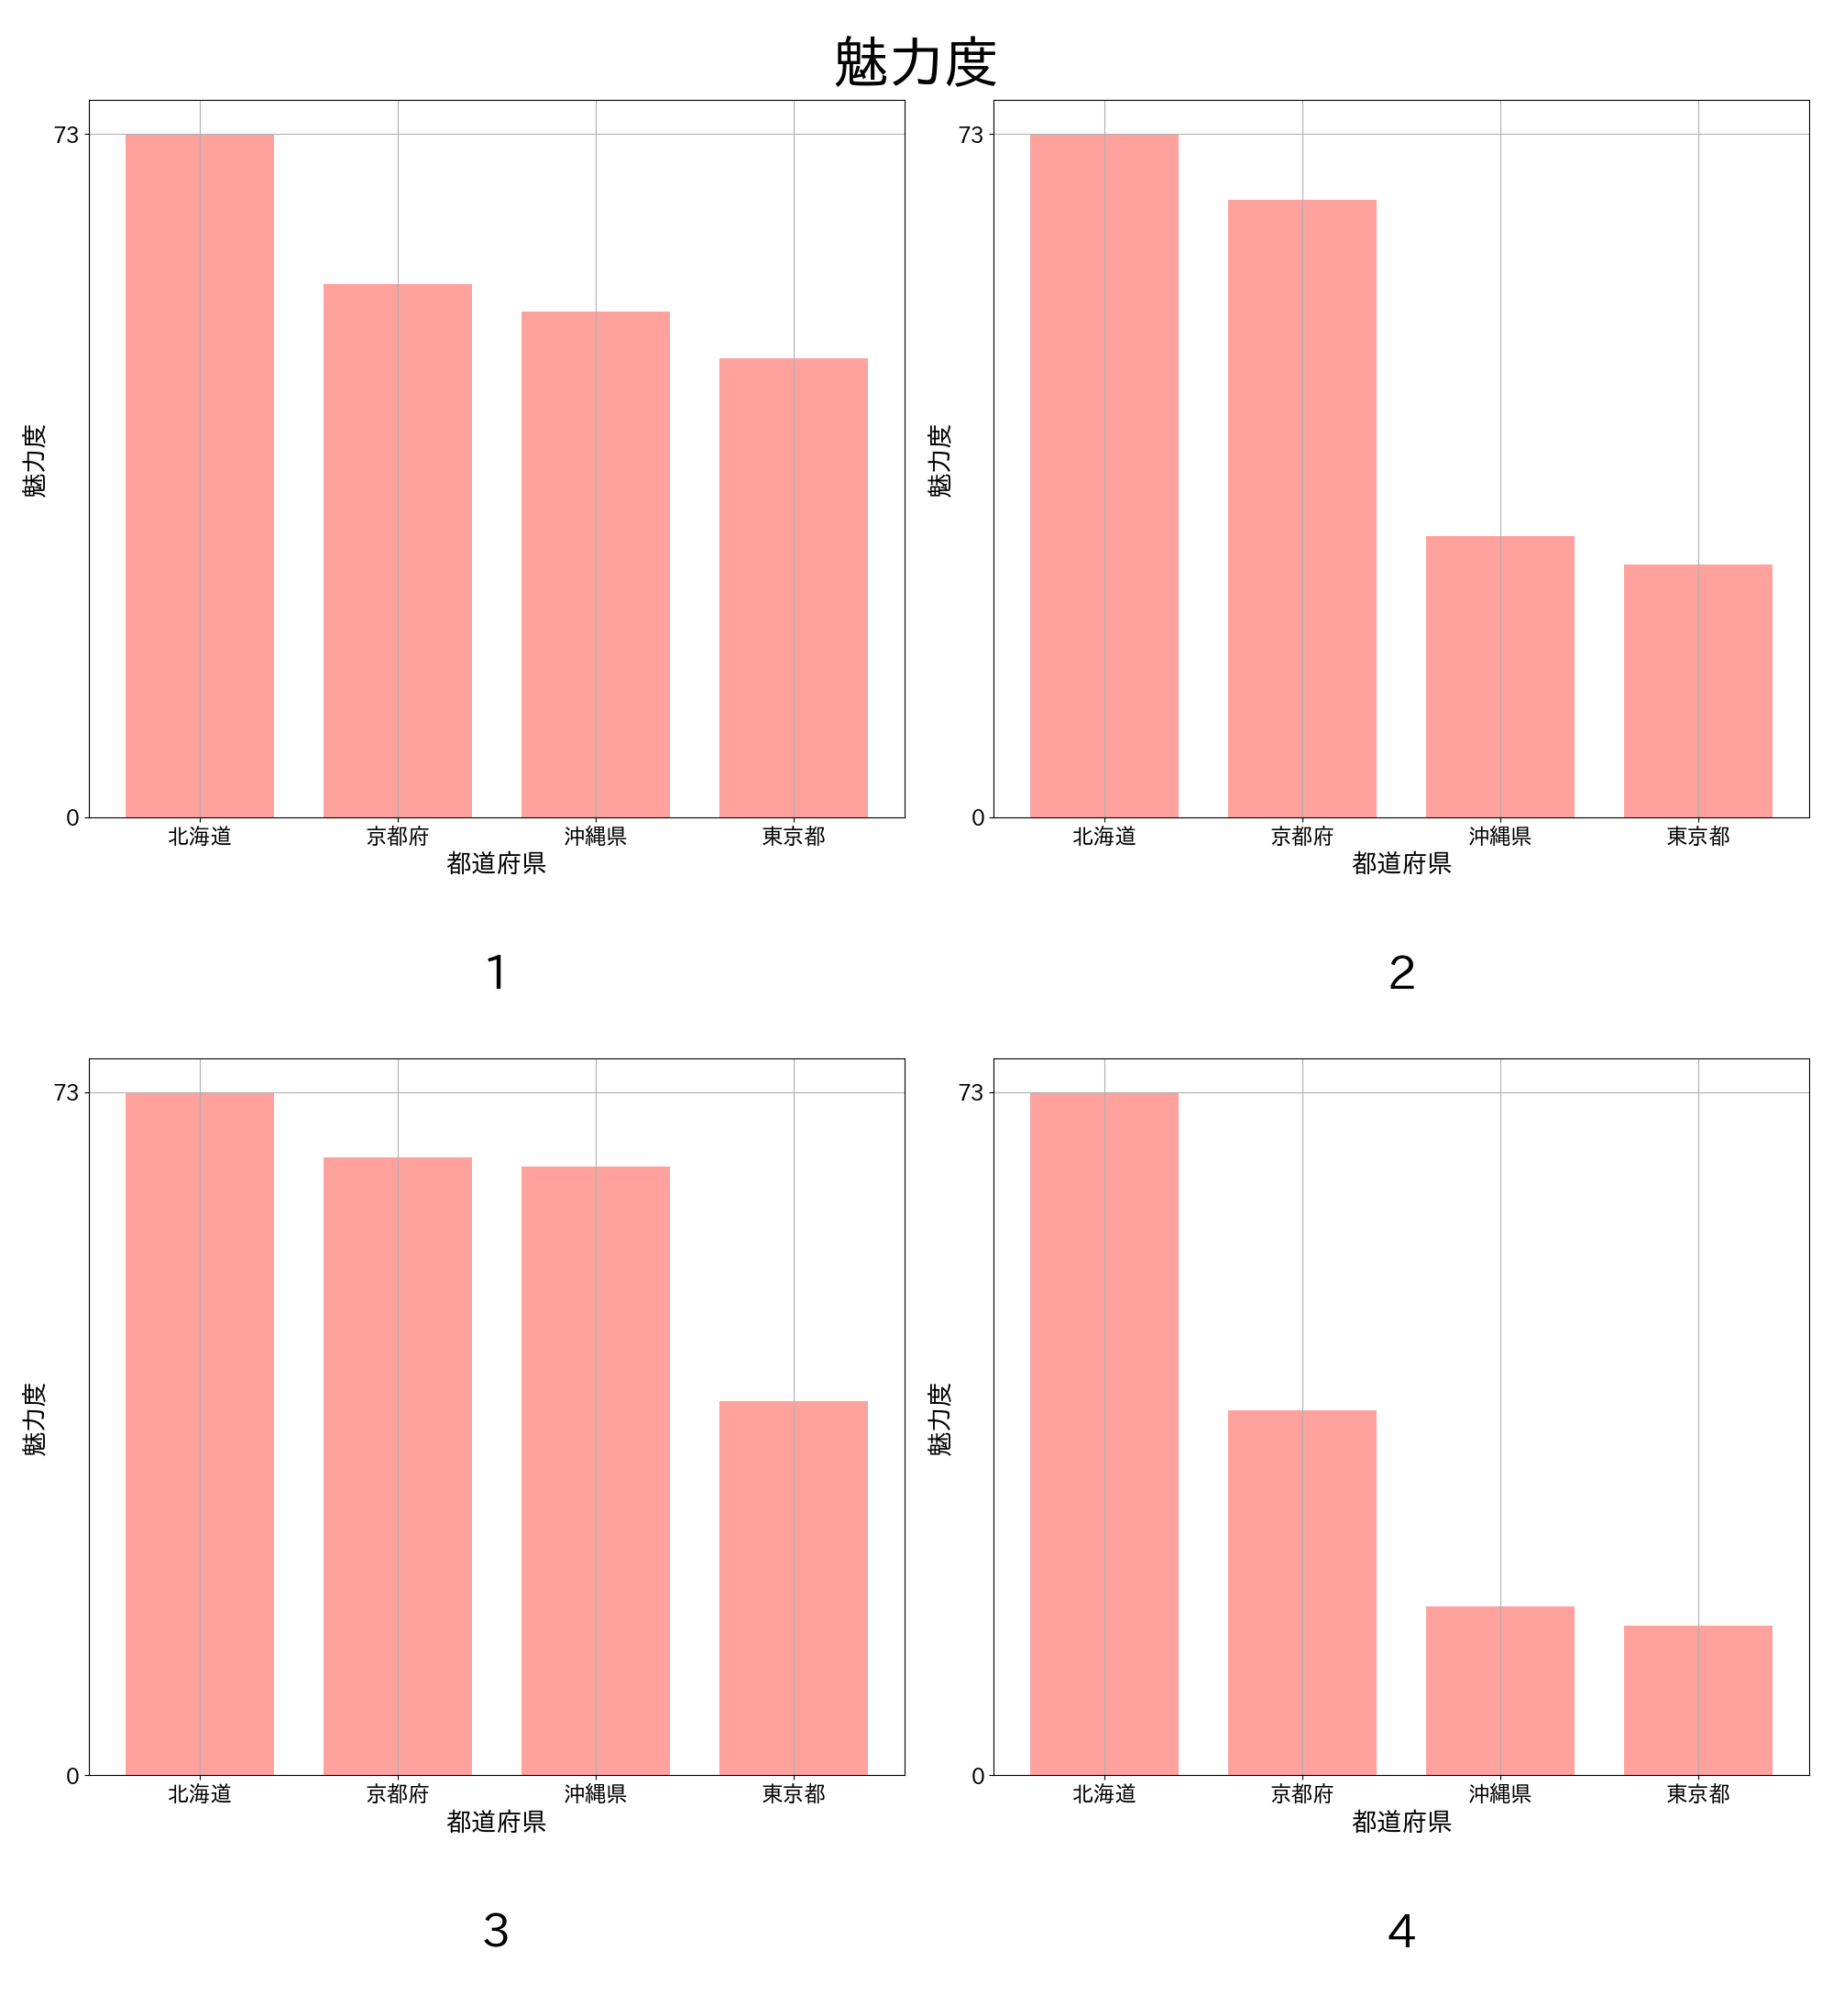 魅力度
73
0
魅力度
北海道 京都府 沖縄県 東京都
都道府県
1
73
0
魅力度
北海道 京都府 沖縄県 東京都
都道府県
2
73
0
魅力度
北海道 京都府 沖縄県 東京都
都道府県
3
73
0
魅力度
北海道 京都府 沖縄県 東京都
都道府県
4